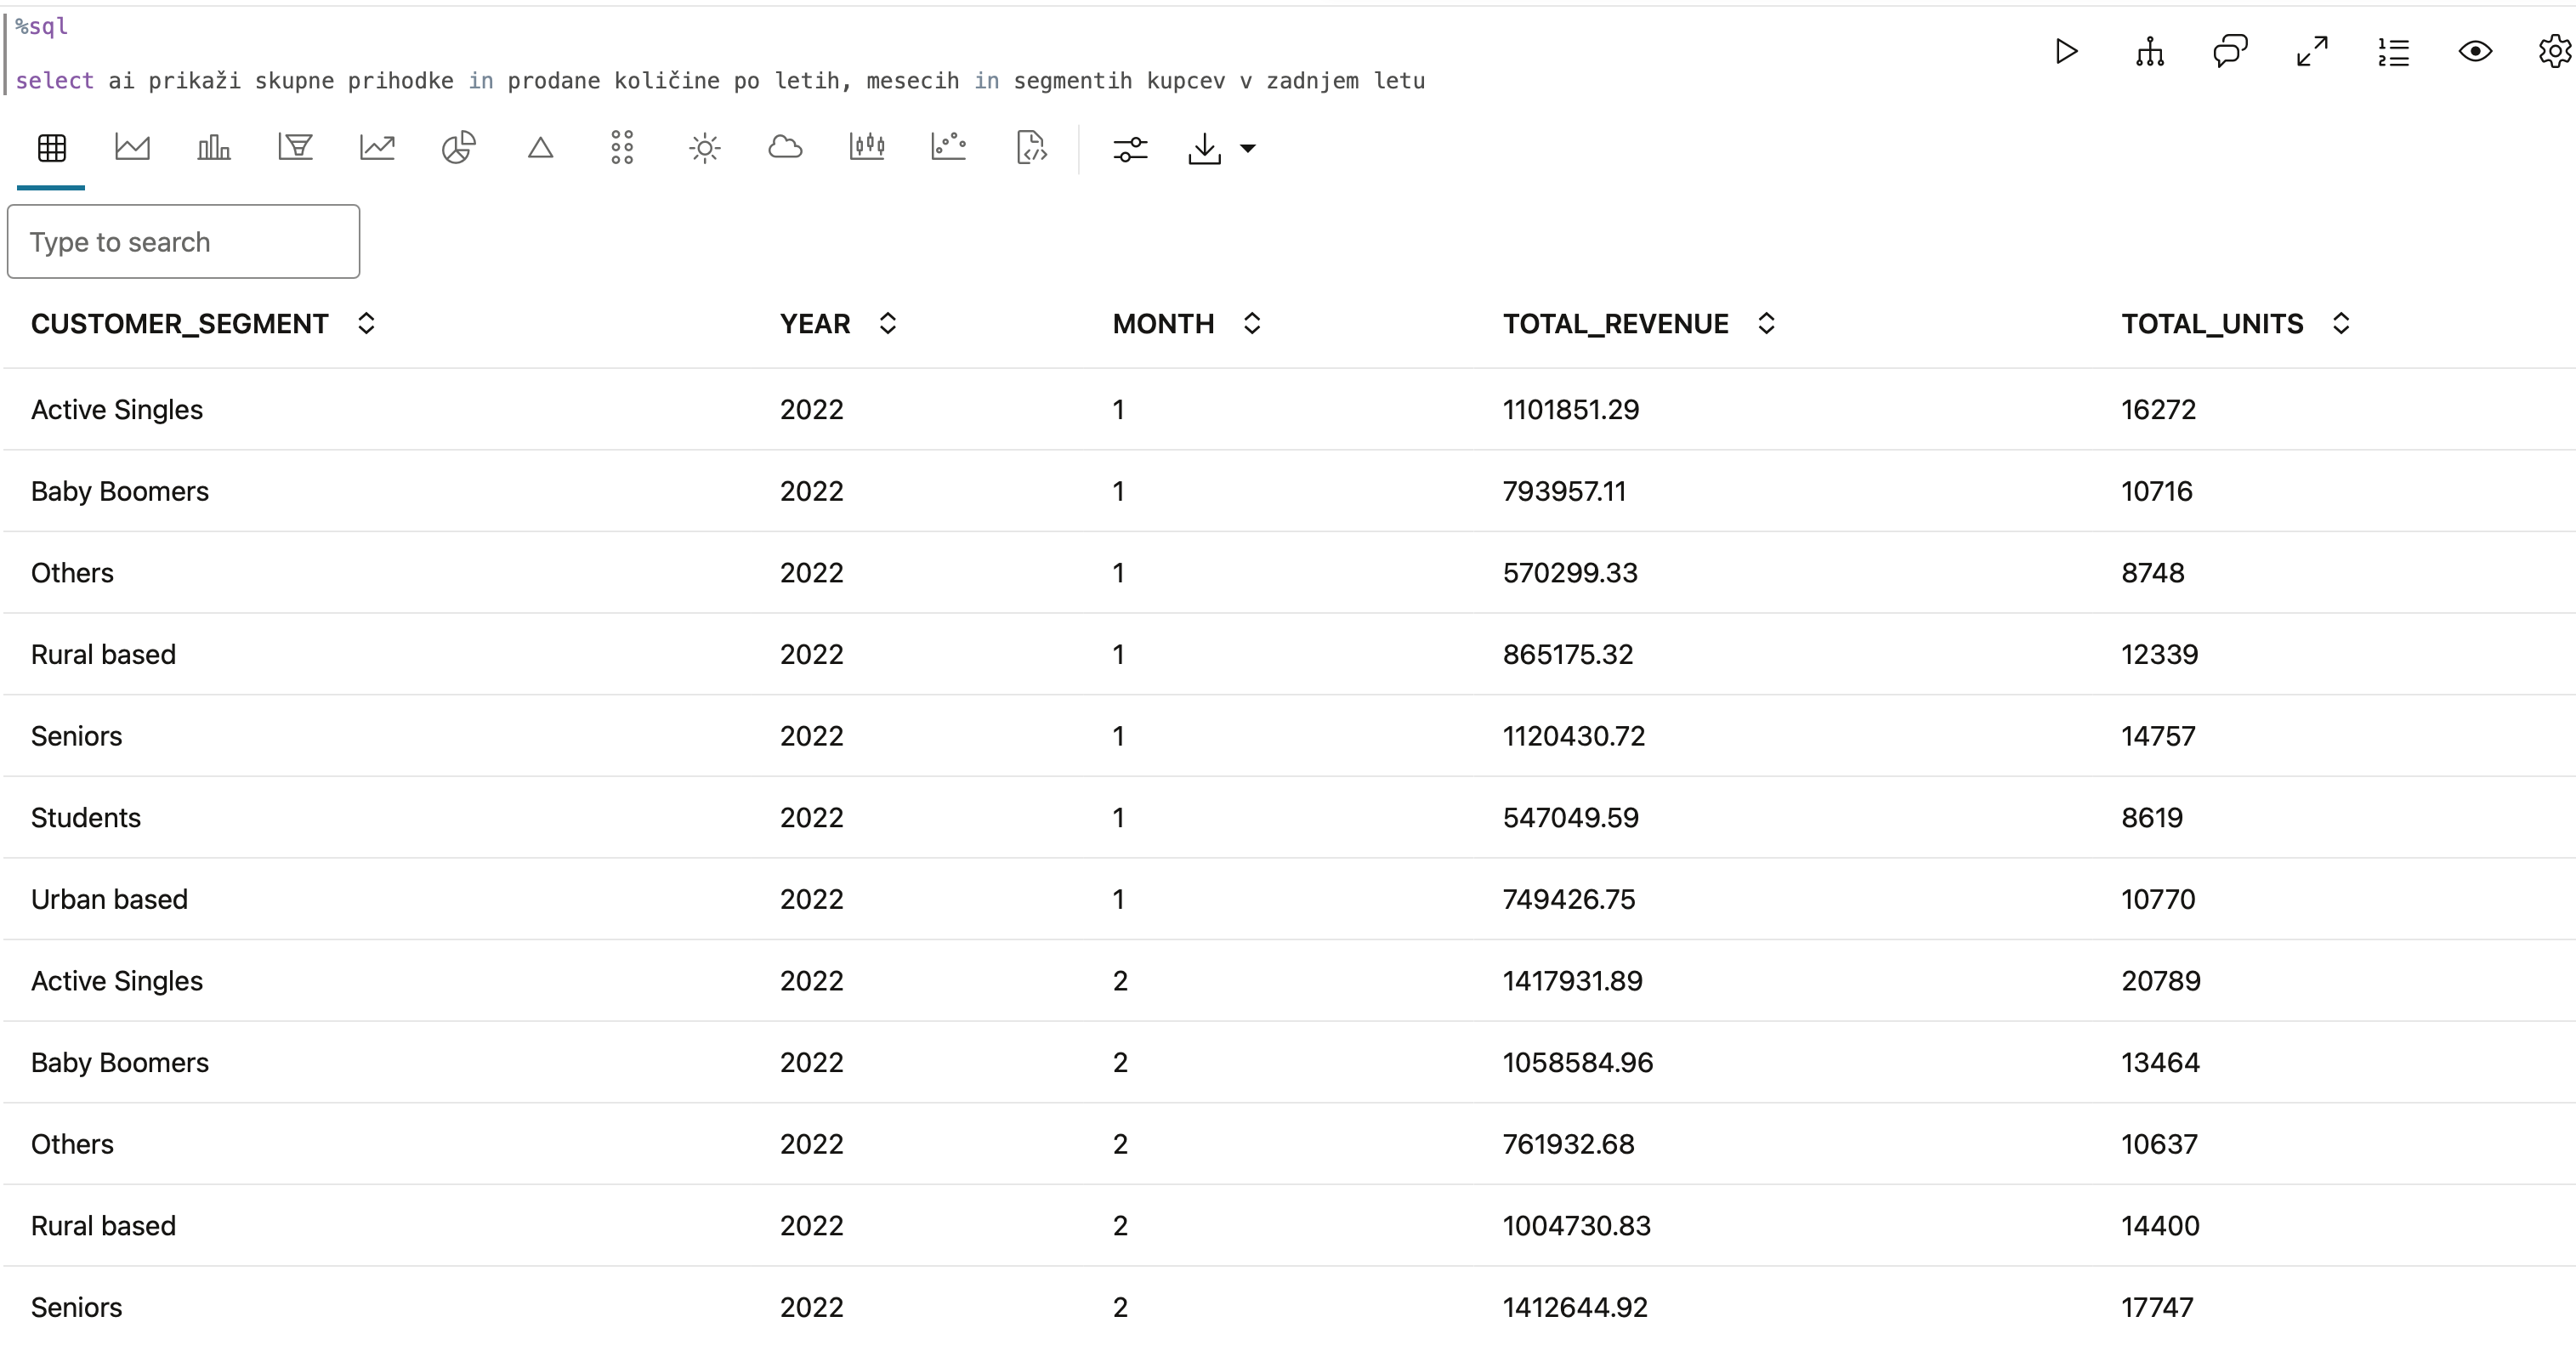 %sql
select ai prikaži skupne prihodke in prodane količine po letih, mesecih in segmentih kupcev v zadnjem letu
Type to search
CUSTOMER_SEGMENT YEAR MONTH TOTAL_REVENUE TOTAL_UNITS
Active Singles 2022 1 1101851.29 16272
Baby Boomers 2022 1 793957.11 10716
Others 2022 1 570299.33 8748
Rural based 2022 1 865175.32 12339
Seniors 2022 1 1120430.72 14757
Students 2022 1 547049.59 8619
Urban based 2022 1 749426.75 10770
Active Singles 2022 2 1417931.89 20789
Baby Boomers 2022 2 1058584.96 13464
Others 2022 2 761932.68 10637
Rural based 2022 2 1004730.83 14400
Seniors 2022 2 1412644.92 17747